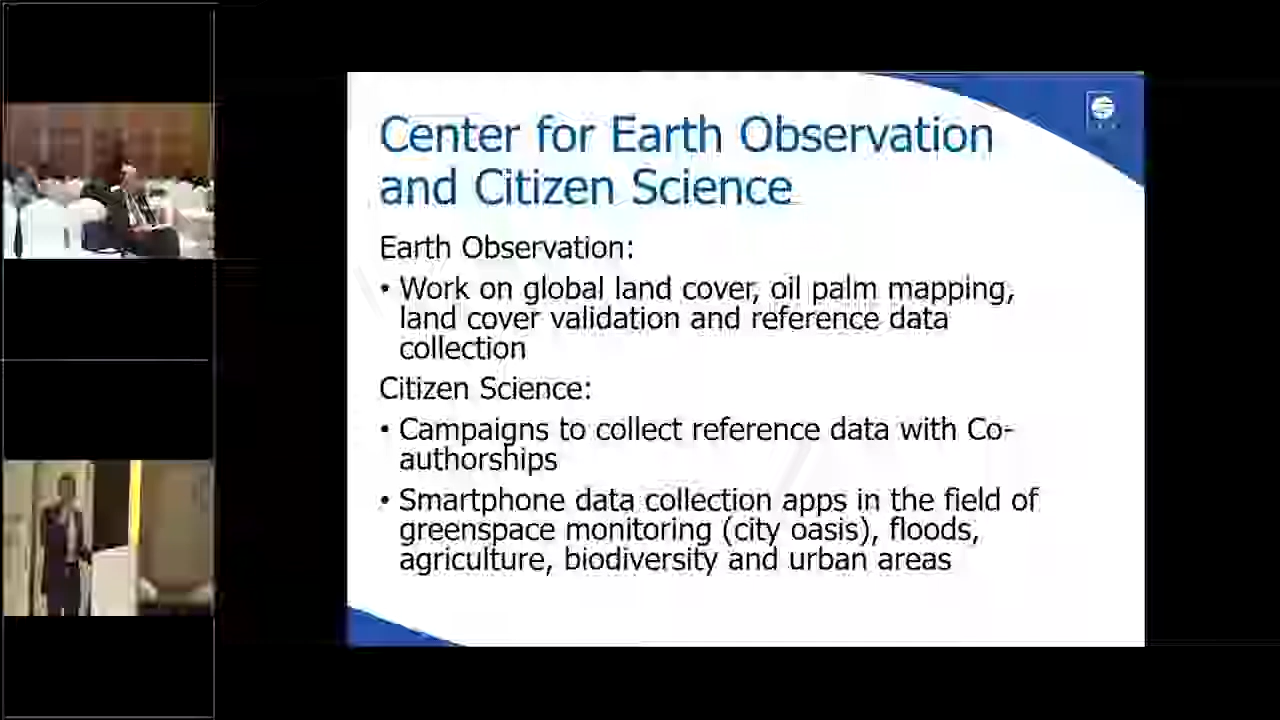 Center for Earth Observation
and Citizen Science
Earth Observation:
• Work on global land cover, oil palm mapping,
land cover validation and reference data
collection
Citizen Science:
• Campaigns to collect reference data with Co-
authorships
• Smartphone data collection apps in the field of
greenspace monitoring (city oasis), floods,
agriculture, biodiversity and urban areas